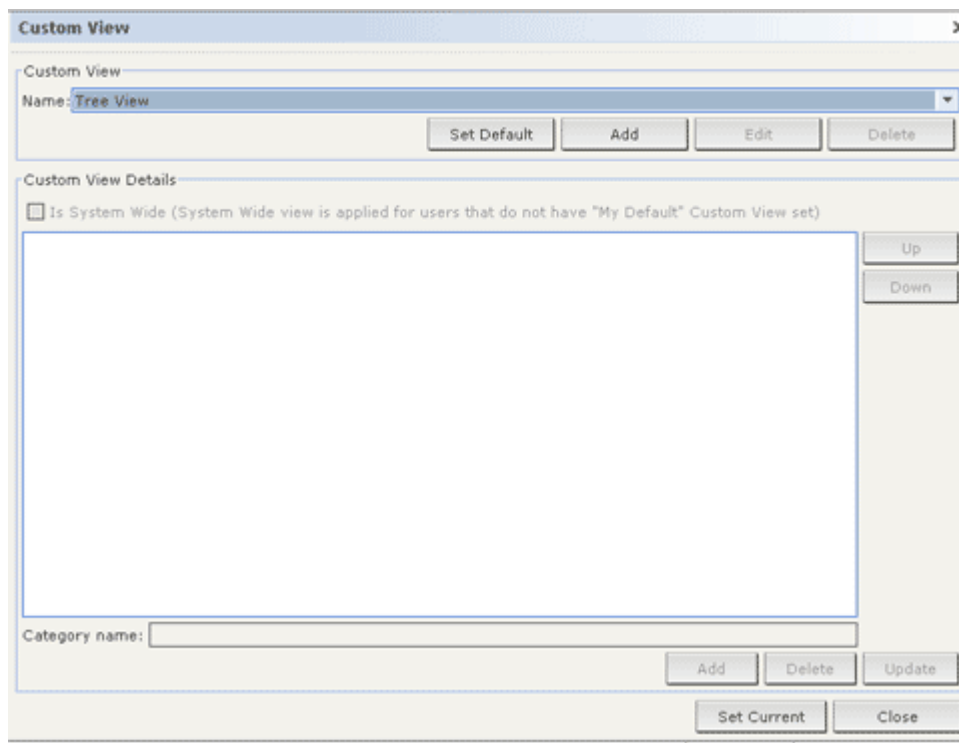 Custom View
Custom View
Name: Tree View
Set Default Add Edit Delete
Custom View Details
Is System Wide (System Wide view is applied for users that do not have "My Default" Custom View set)
Up
Down
Category name:
Add Delete Update
Set Current Close